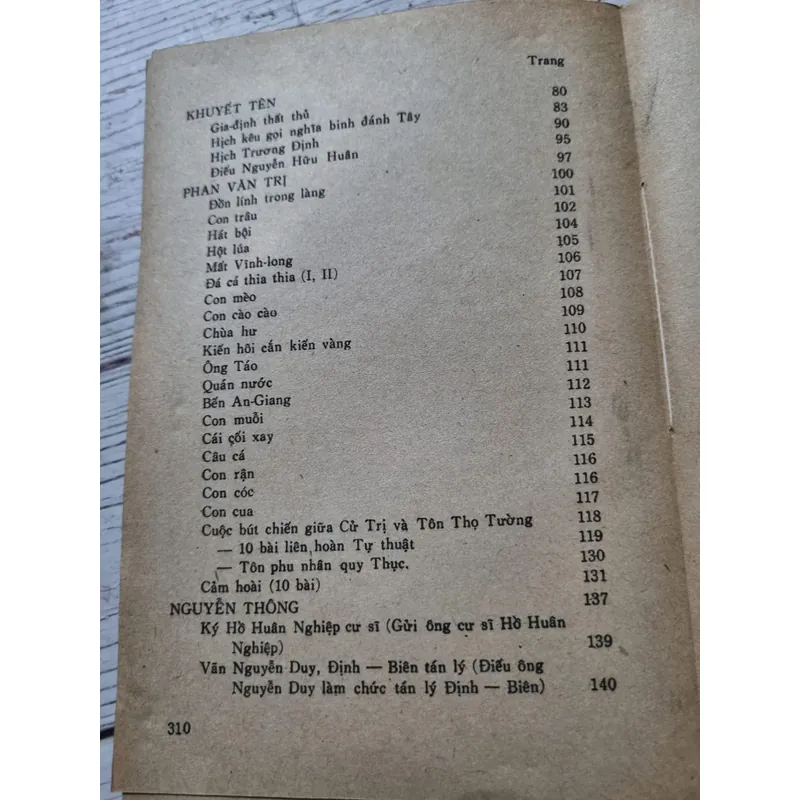 Trang
KHUYẾT TÊN
Gia-định thất thủ 80
Hịch kêu gọi nghĩa binh đánh Tây 83
Hịch Trương Định 90
Điếu Nguyễn Hữu Huân 95
PHAN VĂN TRỊ 97
Đồn lính trong làng 100
Con trâu 101
Hát bội 102
Hột lúa 104
Mất Vĩnh-long 105
Đá cá thia thia (I, II) 106
Con mèo 107
Con cào cào 108
Chùa hư 109
Kiến hôi cắn kiến vàng 110
Ông Táo 111
Quán nước 111
Bến An-Giang 112
Con muỗi 113
Cái cối xay 114
Câu cá 115
Con rận 116
Con cóc 116
Con cua 117
Cuộc bút chiến giữa Cử Trị và Tôn Thọ Tường 118
— 10 bài liên hoàn Tự thuật 119
— Tôn phu nhân quy Thục. 130
Cảm hoài (10 bài) 131
NGUYỄN THÔNG 137
Ký Hồ Huân Nghiệp cư sĩ (Gửi ông cư sĩ Hồ Huân
Nghiệp) 139
Vãn Nguyễn Duy, Định — Biên tán lý (Điếu ông
Nguyễn Duy làm chức tán lý Định — Biên) 140
310